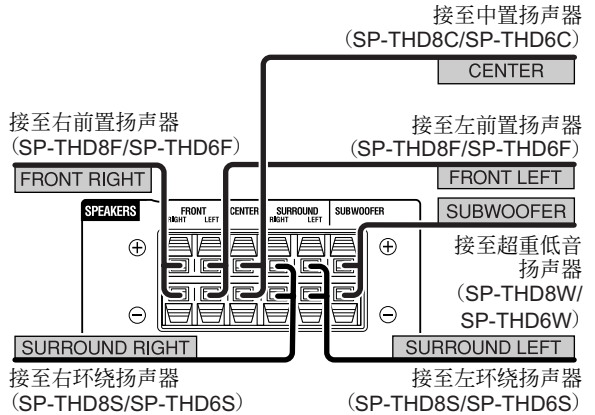 接至中置扬声器
（SP-THD8C/SP-THD6C）
CENTER
接至右前置扬声器
（SP-THD8F/SP-THD6F）
FRONT RIGHT
接至左前置扬声器
（SP-THD8F/SP-THD6F）
FRONT LEFT
SPEAKERS
FRONT
RIGHT LEFT
CENTER
SURROUND
RIGHT LEFT
SUBWOOFER
SUBWOOFER
接至超重低音
扬声器
（SP-THD8W/
SP-THD6W）
⊕ ⊕
⊖ ⊖
SURROUND RIGHT
接至右环绕扬声器
（SP-THD8S/SP-THD6S）
SURROUND LEFT
接至左环绕扬声器
（SP-THD8S/SP-THD6S）